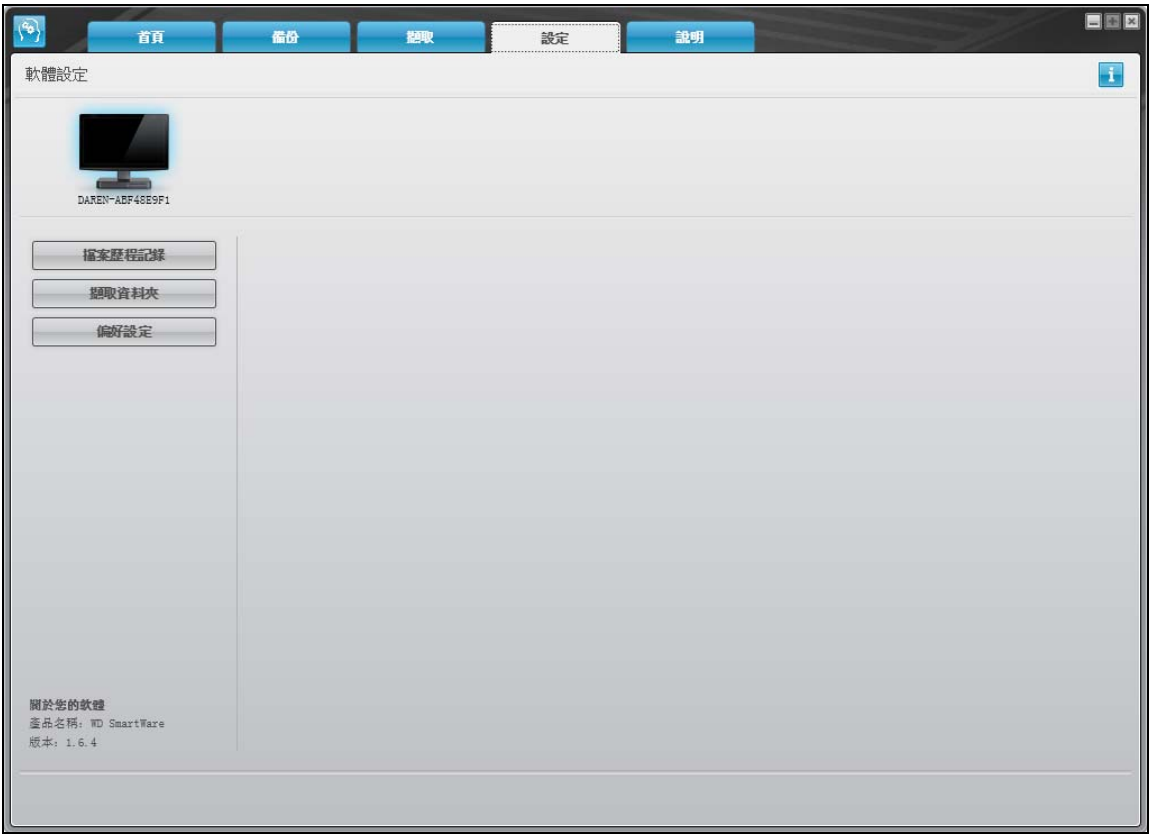 首頁 備份 擷取 設定 說明
軟體設定
DAREN-ABF48E9F1
檔案歷程記錄
擷取資料夾
偏好設定
關於您的軟體
產品名稱: WD SmartWare
版本: 1.6.4